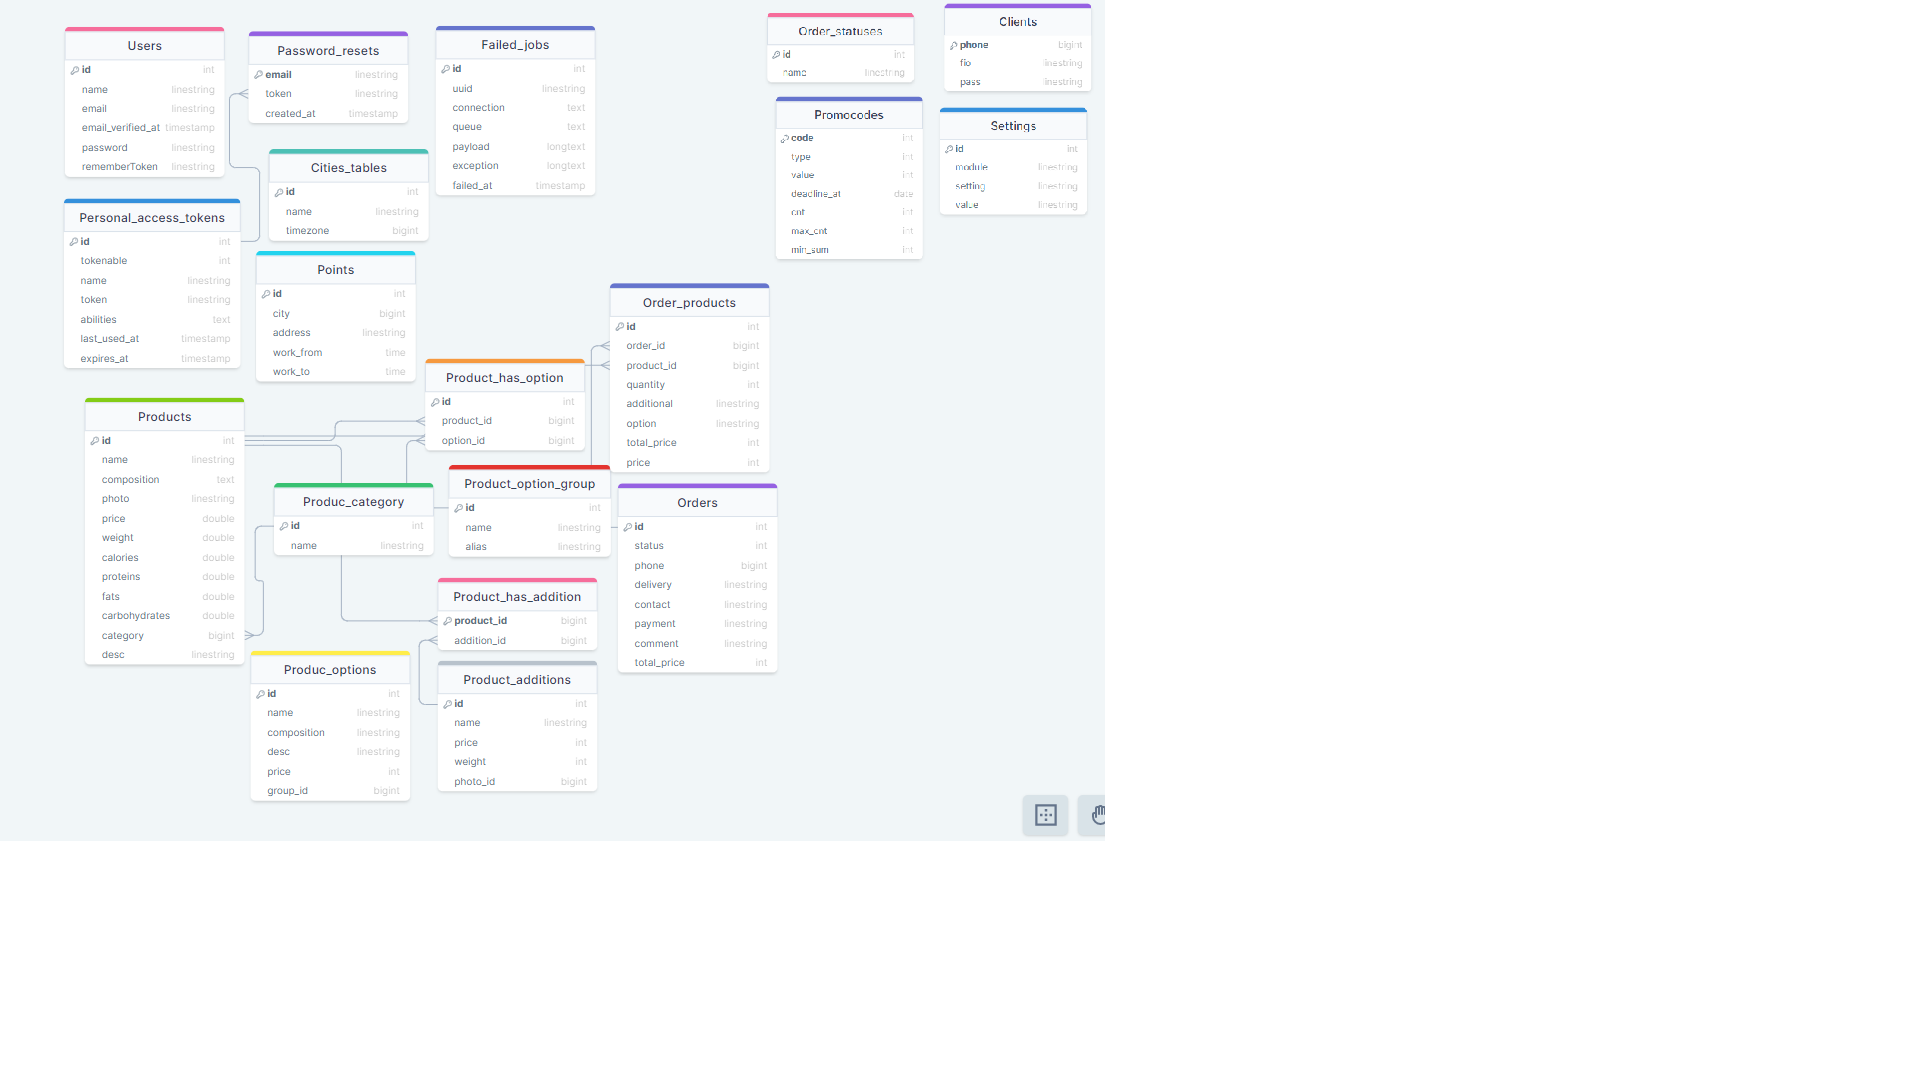 Users
id int
name linestring
email linestring
email_verified_at timestamp
password linestring
rememberToken linestring
Password_resets
email linestring
token linestring
created_at timestamp
Failed_jobs
id int
uuid linestring
connection text
queue text
payload longtext
exception longtext
failed_at timestamp
Order_statuses
id int
name linestring
Clients
phone bigint
fio linestring
pass linestring
Promocodes
code int
type int
value int
deadline_at date
cnt int
max_cnt int
min_sum int
Settings
id int
module linestring
setting linestring
value linestring
Cities_tables
id int
name linestring
timezone bigint
Personal_access_tokens
id int
tokenable int
name linestring
token linestring
abilities text
last_used_at timestamp
expires_at timestamp
Points
id int
city bigint
address linestring
work_from time
work_to time
Order_products
id int
order_id bigint
product_id bigint
quantity int
additional linestring
option linestring
total_price int
price int
Product_has_option
id int
product_id bigint
option_id bigint
Products
id int
name linestring
composition text
photo linestring
price double
weight double
calories double
proteins double
fats double
carbohydrates double
category bigint
desc linestring
Produc_category
id int
name linestring
Product_option_group
id int
name linestring
alias linestring
Orders
id int
status int
phone bigint
delivery linestring
contact linestring
payment linestring
comment linestring
total_price int
Product_has_addition
product_id bigint
addition_id bigint
Produc_options
id int
name linestring
composition linestring
desc linestring
price int
group_id bigint
Product_additions
id int
name linestring
price int
weight int
photo_id bigint